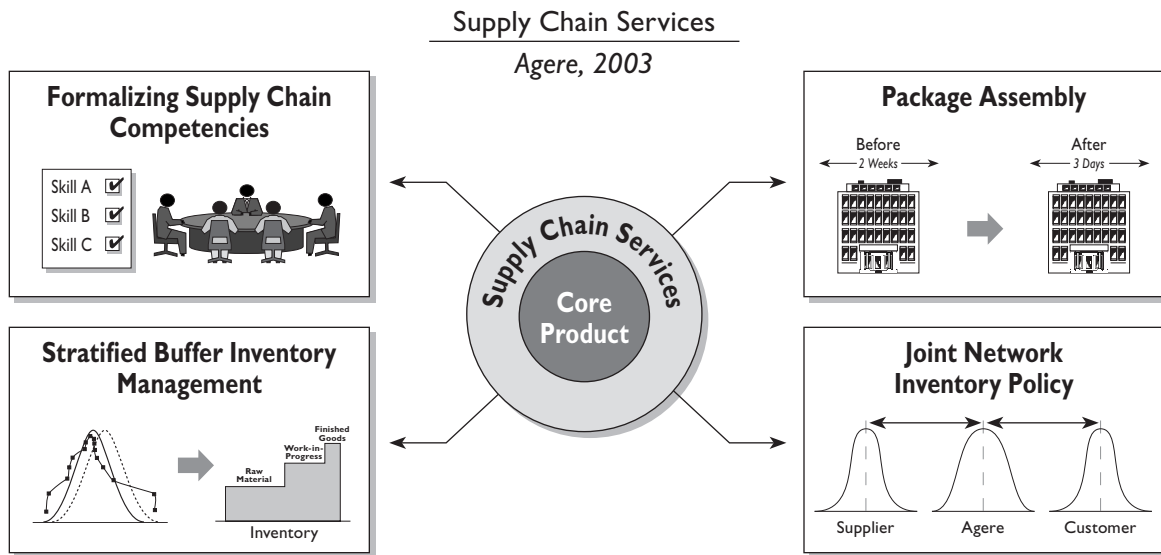 Supply Chain Services
Agere, 2003
Formalizing Supply Chain
Competencies
Skill A
Skill B
Skill C
Package Assembly
Before
2 Weeks
After
3 Days
Supply Chain Services
Core
Product
Stratified Buffer Inventory
Management
Raw
Material
Work-in-
Progress
Finished
Goods
Inventory
Joint Network
Inventory Policy
Supplier
Agere
Customer